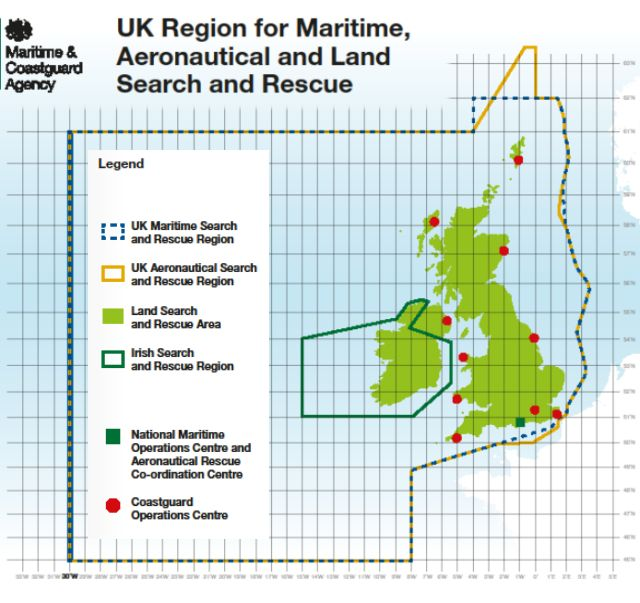 Maritime &
Coastguard
Agency
UK Region for Maritime,
Aeronautical and Land
Search and Rescue
Legend
UK Maritime Search
and Rescue Region
UK Aeronautical Search
and Rescue Region
Land Search
and Rescue Area
Irish Search
and Rescue Region
National Maritime
Operations Centre and
Aeronautical Rescue
Co-ordination Centre
Coastguard
Operations Centre
30°W